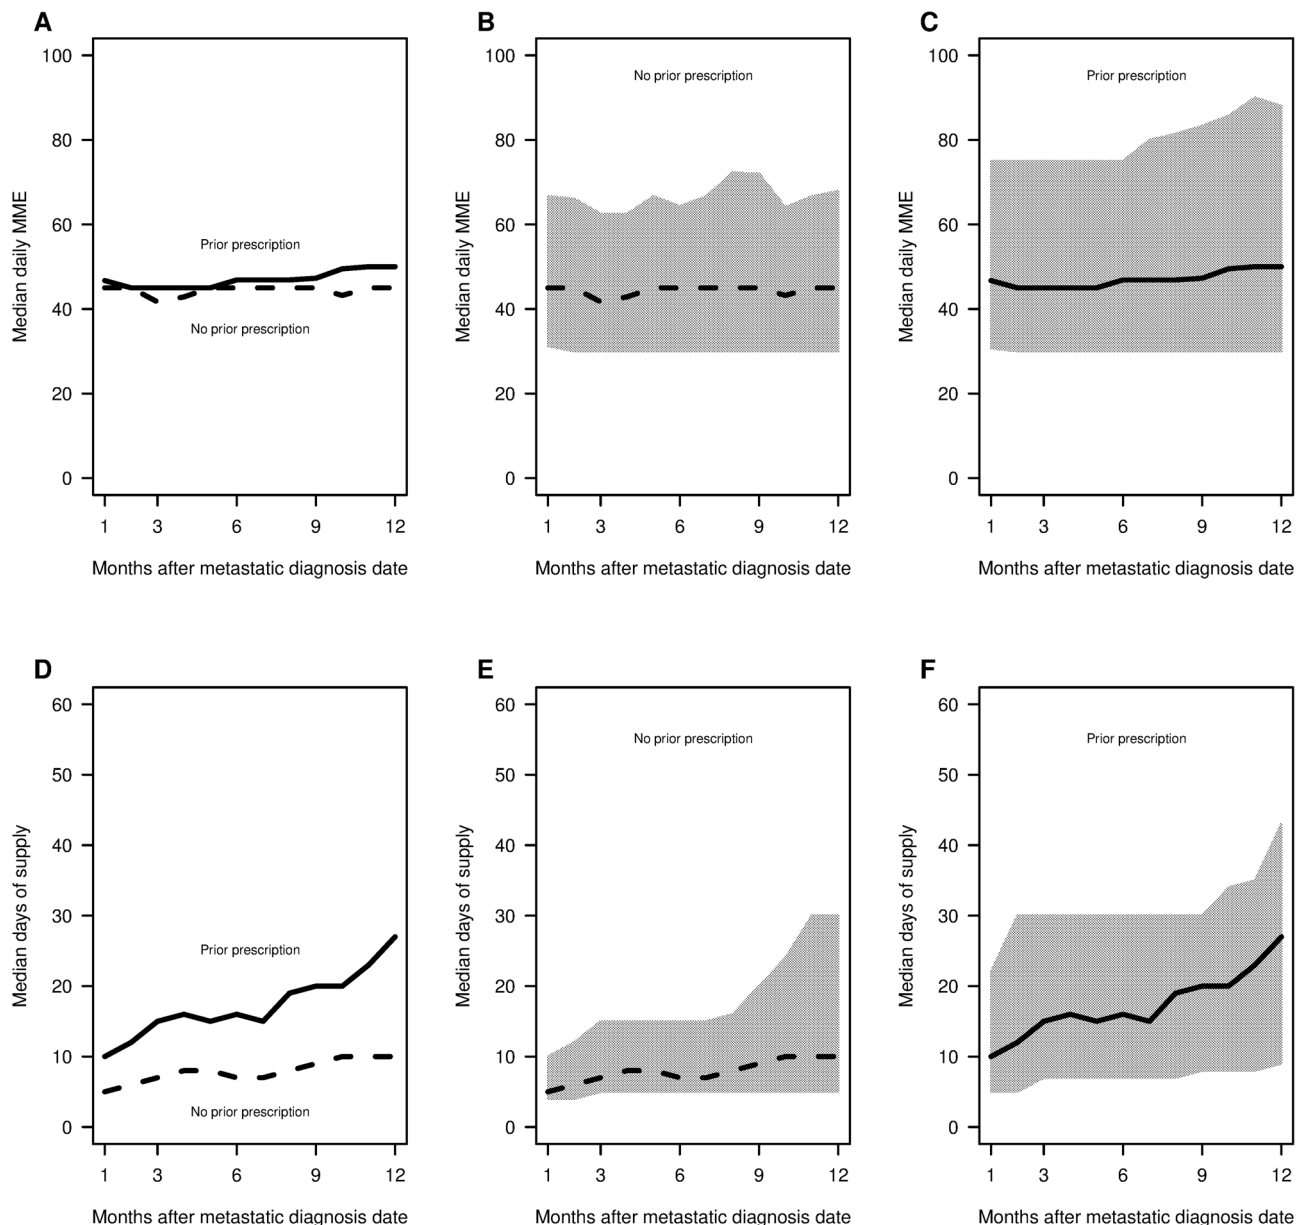 A
B
C
100
80
60
40
20
0
Median daily MME
Prior prescription
No prior prescription
1 3 6 9 12
Months after metastatic diagnosis date
100
80
60
40
20
0
Median daily MME
No prior prescription
1 3 6 9 12
Months after metastatic diagnosis date
100
80
60
40
20
0
Median daily MME
Prior prescription
1 3 6 9 12
Months after metastatic diagnosis date
D
E
F
60
50
40
30
20
10
0
Median days of supply
Prior prescription
No prior prescription
1 3 6 9 12
Months after metastatic diagnosis date
60
50
40
30
20
10
0
Median days of supply
No prior prescription
1 3 6 9 12
Months after metastatic diagnosis date
60
50
40
30
20
10
0
Median days of supply
Prior prescription
1 3 6 9 12
Months after metastatic diagnosis date